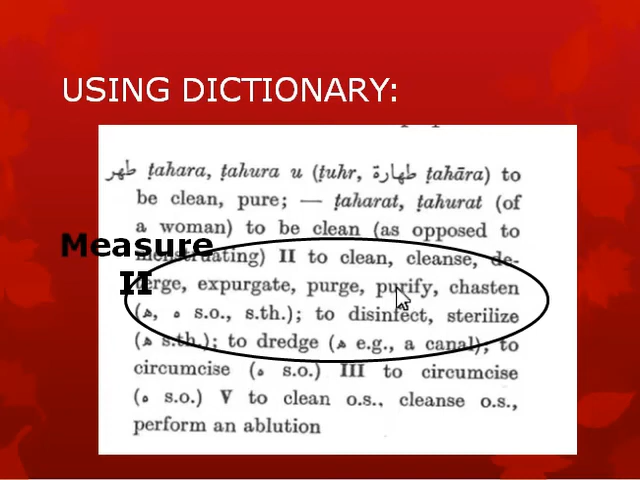 USING DICTIONARY:
طهر ṭahara, ṭahura u (ṭuhr, طهارة ṭahāra) to
be clean, pure; — ṭaharat, ṭahurat (of
a woman) to be clean (as opposed to
Measure
menstruating) II to clean, cleanse, de-
II
terge, expurgate, purge, purify, chasten
(ه, ه s.o., s.th.); to disinfect, sterilize
(ه s.th.); to dredge (ه e.g., a canal); to
circumcise (ه s.o.) III to circumcise
(ه s.o.) V to clean o.s., cleanse o.s.,
perform an ablution